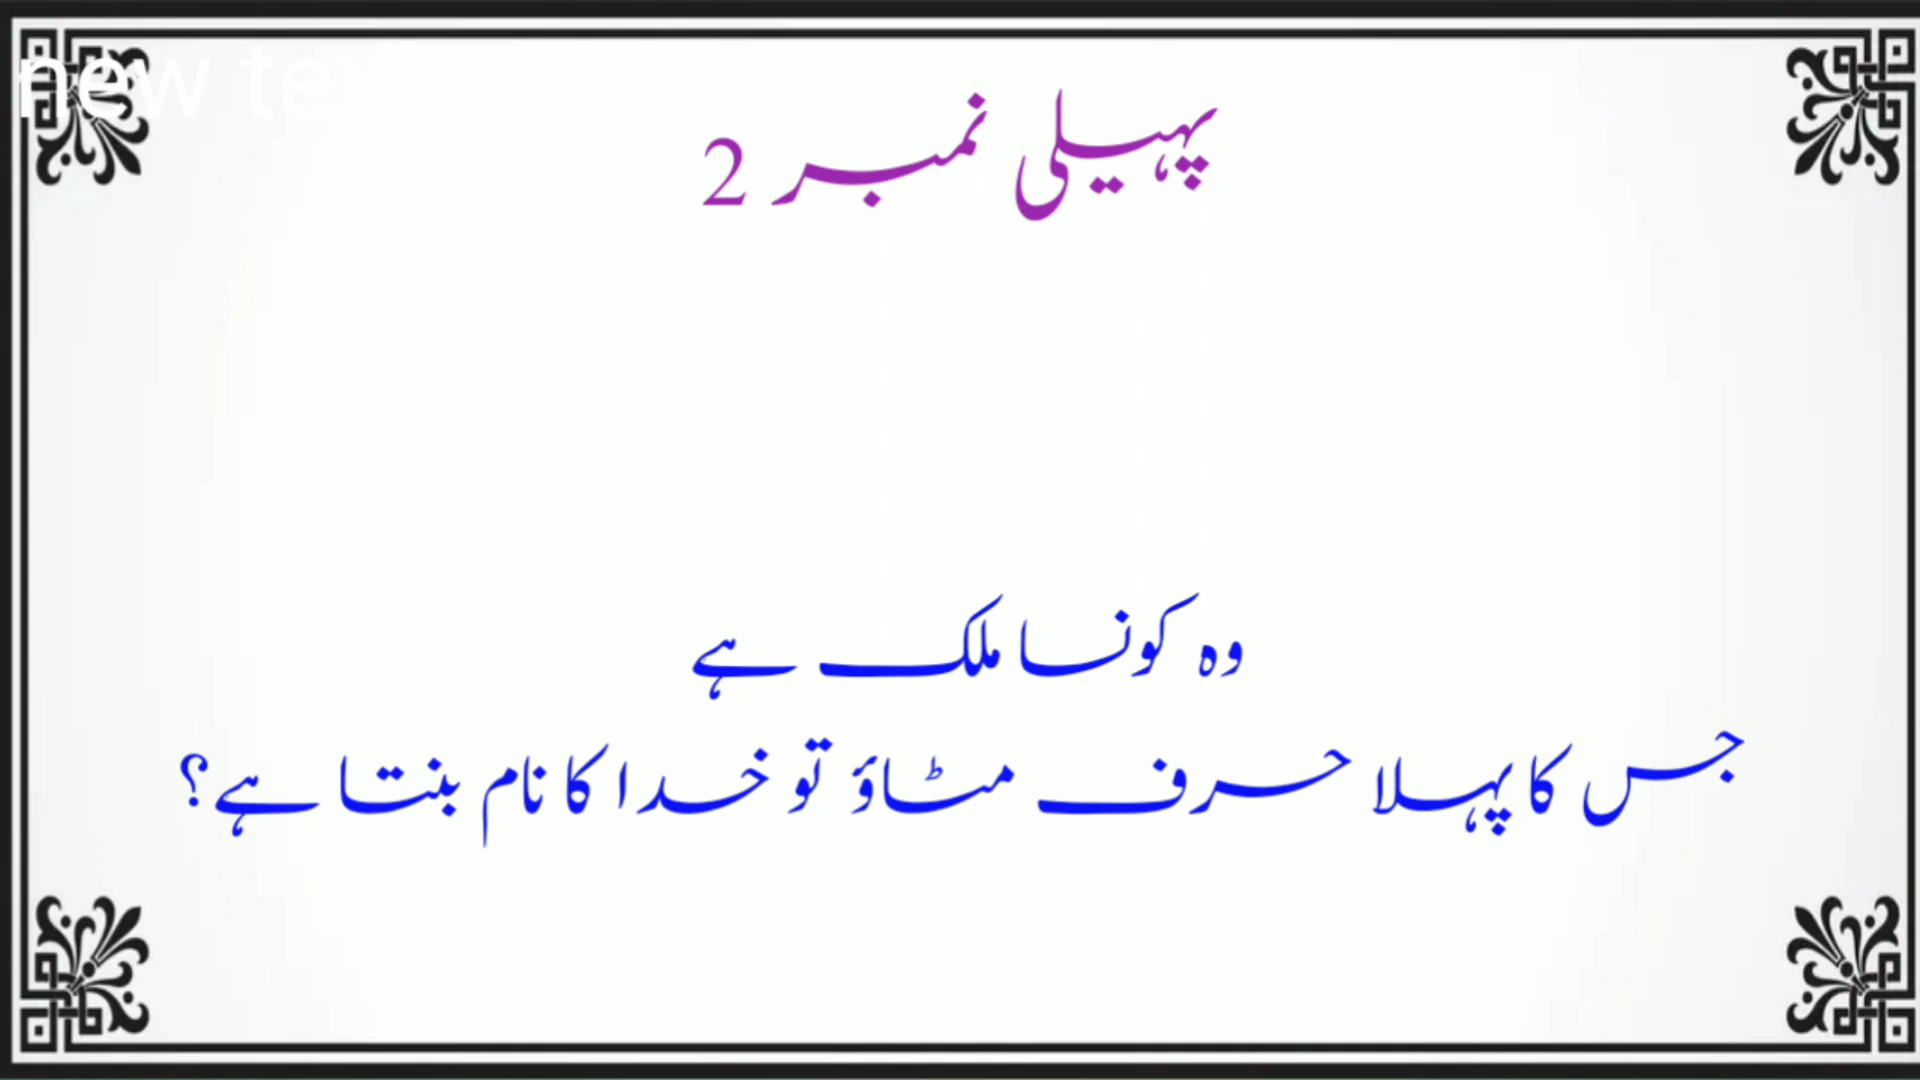 new text
پہیلی نمبر 2
وہ کونسا ملک ہے
جس کا پہلا حرف مٹاؤ تو خدا کا نام بنتا ہے؟